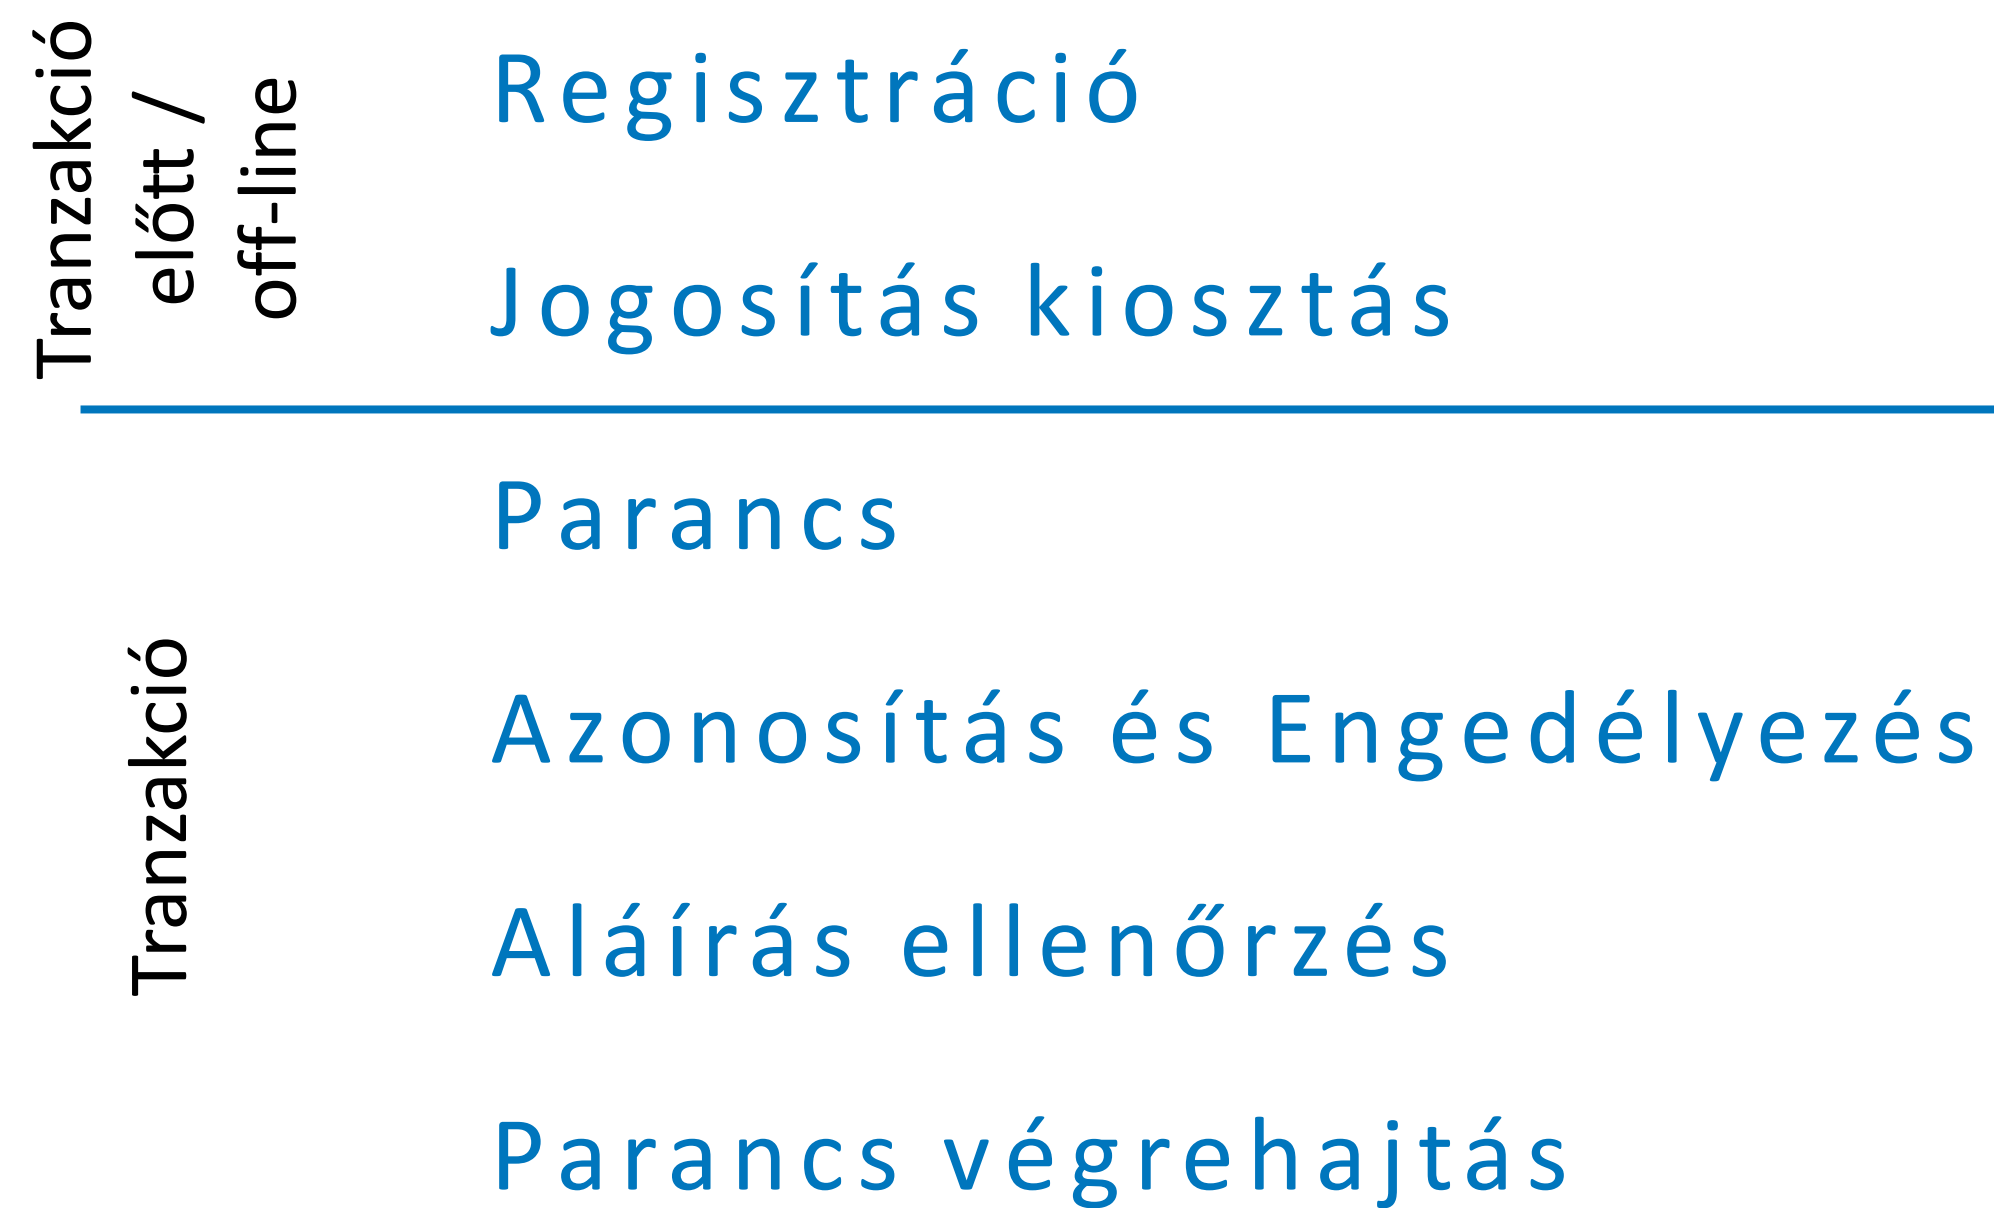 Tranzakció
előtt /
off-line
Regisztráció
Jogosítás kiosztás
Tranzakció
Parancs
Azonosítás és Engedélyezés
Aláírás ellenőrzés
Parancs végrehajtás